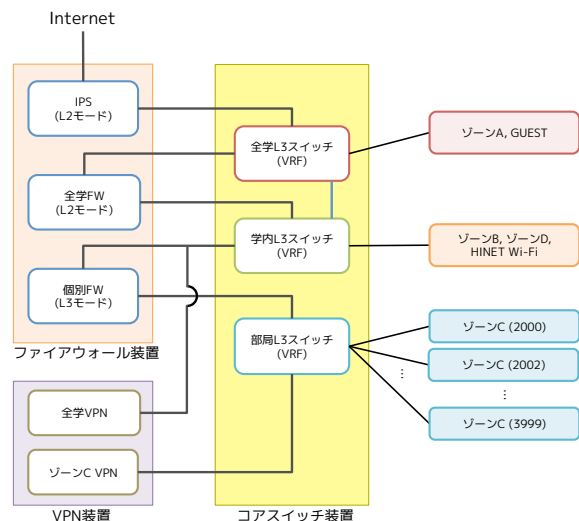 Internet
IPS
(L2モード)
全学FW
(L2モード)
個別FW
(L3モード)
ファイアウォール装置
全学VPN
ゾーンC VPN
VPN装置
全学L3スイッチ
(VRF)
学内L3スイッチ
(VRF)
部局L3スイッチ
(VRF)
コアスイッチ装置
ゾーンA, GUEST
ゾーンB, ゾーンD,
HINET Wi-Fi
ゾーンC (2000)
ゾーンC (2002)
⋮
⋮
ゾーンC (3999)